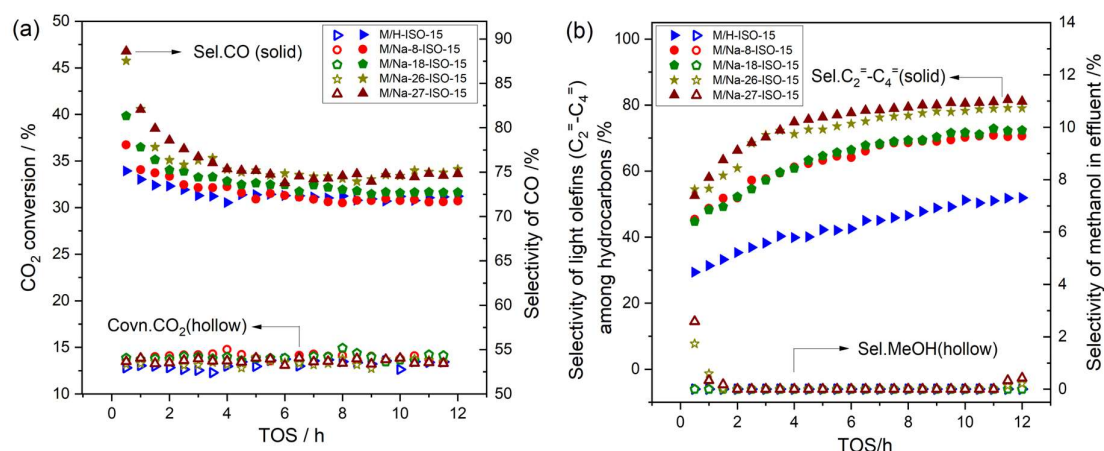 (a)
CO2 conversion / %
50
45
40
35
30
25
20
15
10
Sel.CO (solid)
M/H-ISO-15
M/Na-8-ISO-15
M/Na-18-ISO-15
M/Na-26-ISO-15
M/Na-27-ISO-15
Covn.CO2(hollow)
90
85
80
75
70
65
60
55
50
Selectivity of CO /%
0 2 4 6 8 10 12
TOS / h
(b)
Selectivity of light olefins (C2=-C4=)
among hydrocarbons /%
100
80
60
40
20
0
M/H-ISO-15
M/Na-8-ISO-15
M/Na-18-ISO-15
M/Na-26-ISO-15
M/Na-27-ISO-15
Sel.C2=-C4=(solid)
Sel.MeOH(hollow)
14
12
10
8
6
4
2
0
Selectivity of methanol in effluent /%
0 2 4 6 8 10 12
TOS/h